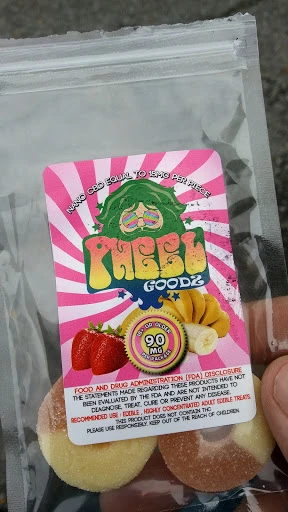 NANO CBD EQUAL TO 15MG PER PIECE
PHEEL
GOODZ
90
MG
FOOD AND DRUG ADMINISTRATION (FDA) DISCLOSURE
THE STATEMENTS MADE REGARDING THESE PRODUCTS HAVE NOT
BEEN EVALUATED BY THE FDA AND ARE NOT INTENDED TO
DIAGNOSE, TREAT, CURE OR PREVENT ANY DISEASE.
RECOMMENDED USE: EDIBLE, HIGHLY CONCENTRATED ADULT EDIBLE TREATS.
THIS PRODUCT DOES NOT CONTAIN THC
PLEASE USE RESPONSIBLY, KEEP OUT OF THE REACH OF CHILDREN.